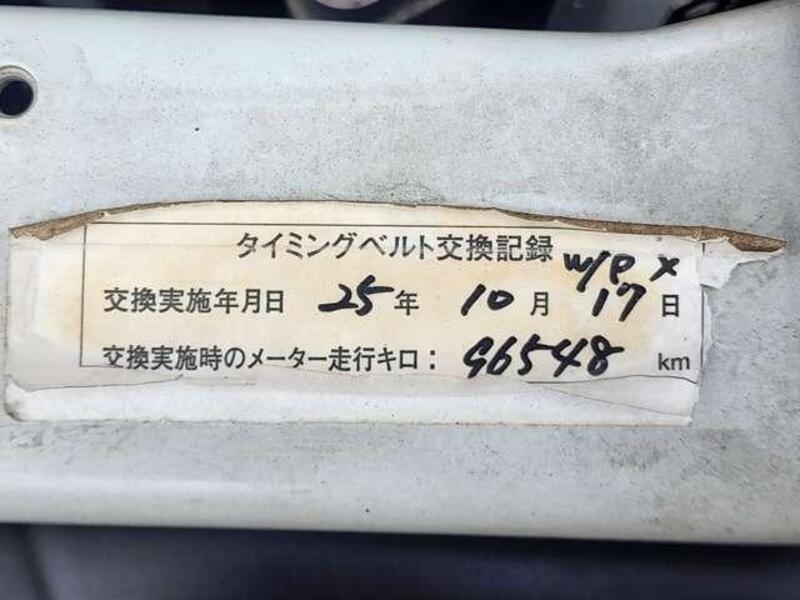 タイミングベルト交換記録 W/P X
交換実施年月日 25年 10月 17日
交換実施時のメーター走行キロ: 96548 km